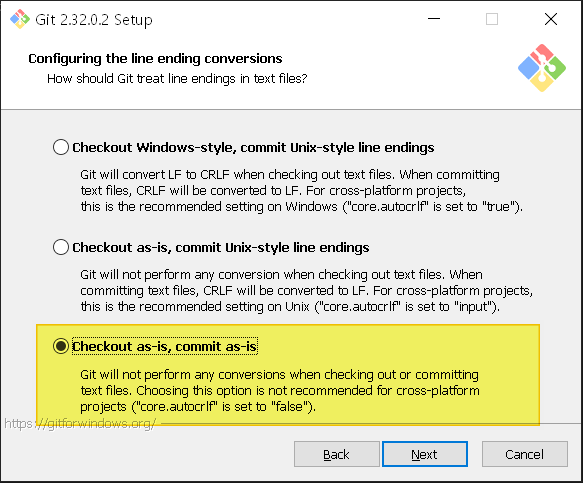 Git 2.32.0.2 Setup
Configuring the line ending conversions
How should Git treat line endings in text files?
Checkout Windows-style, commit Unix-style line endings
Git will convert LF to CRLF when checking out text files. When committing
text files, CRLF will be converted to LF. For cross-platform projects,
this is the recommended setting on Windows ("core.autocrlf" is set to "true").
Checkout as-is, commit Unix-style line endings
Git will not perform any conversion when checking out text files. When
committing text files, CRLF will be converted to LF. For cross-platform projects,
this is the recommended setting on Unix ("core.autocrlf" is set to "input").
Checkout as-is, commit as-is
Git will not perform any conversions when checking out or committing
text files. Choosing this option is not recommended for cross-platform
projects ("core.autocrlf" is set to "false").
https://gitforwindows.org/
Back Next Cancel